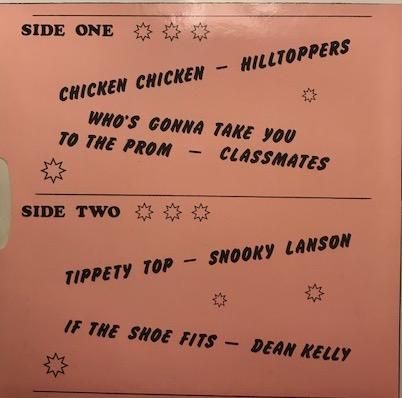 SIDE ONE
CHICKEN CHICKEN — HILLTOPPERS
WHO'S GONNA TAKE YOU
TO THE PROM — CLASSMATES
SIDE TWO
TIPPETY TOP — SNOOKY LANSON
IF THE SHOE FITS — DEAN KELLY